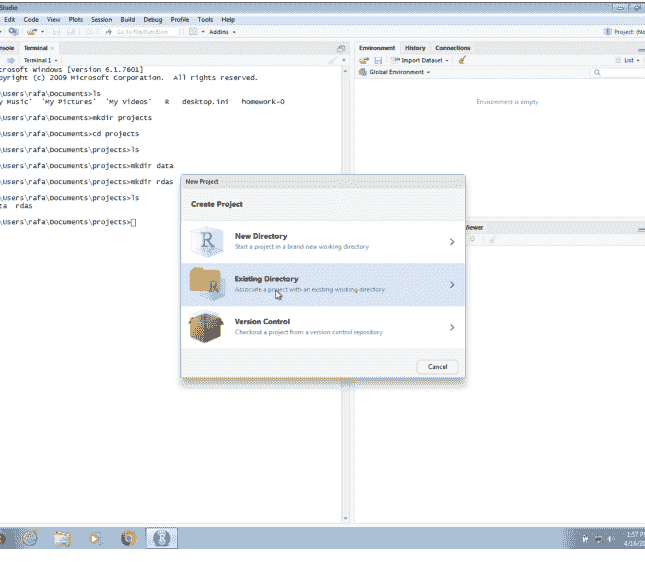 Studio
Edit Code View Plots Session Build Debug Profile Tools Help
Go to file/function Addins Project: (No
nsole Terminal
Terminal 1
crosoft Windows [Version 6.1.7601]
pyright (c) 2009 Microsoft Corporation. All rights reserved.
\Users\rafa\Documents>ls
y Music' 'My Pictures' 'My Videos' R desktop.ini homework-0
\Users\rafa\Documents>mkdir projects
\Users\rafa\Documents>cd projects
\Users\rafa\Documents\projects>ls
\Users\rafa\Documents\projects>mkdir data
\Users\rafa\Documents\projects>mkdir rdas
\Users\rafa\Documents\projects>ls
ta rdas
\Users\rafa\Documents\projects>
Environment History Connections
Import Dataset List
Global Environment
Environment is empty
Viewer
New Project
Create Project
R
New Directory
Start a project in a brand new working directory
R
Existing Directory
Associate a project with an existing working directory
Version Control
Checkout a project from a version control repository
Cancel
R
1:57 P